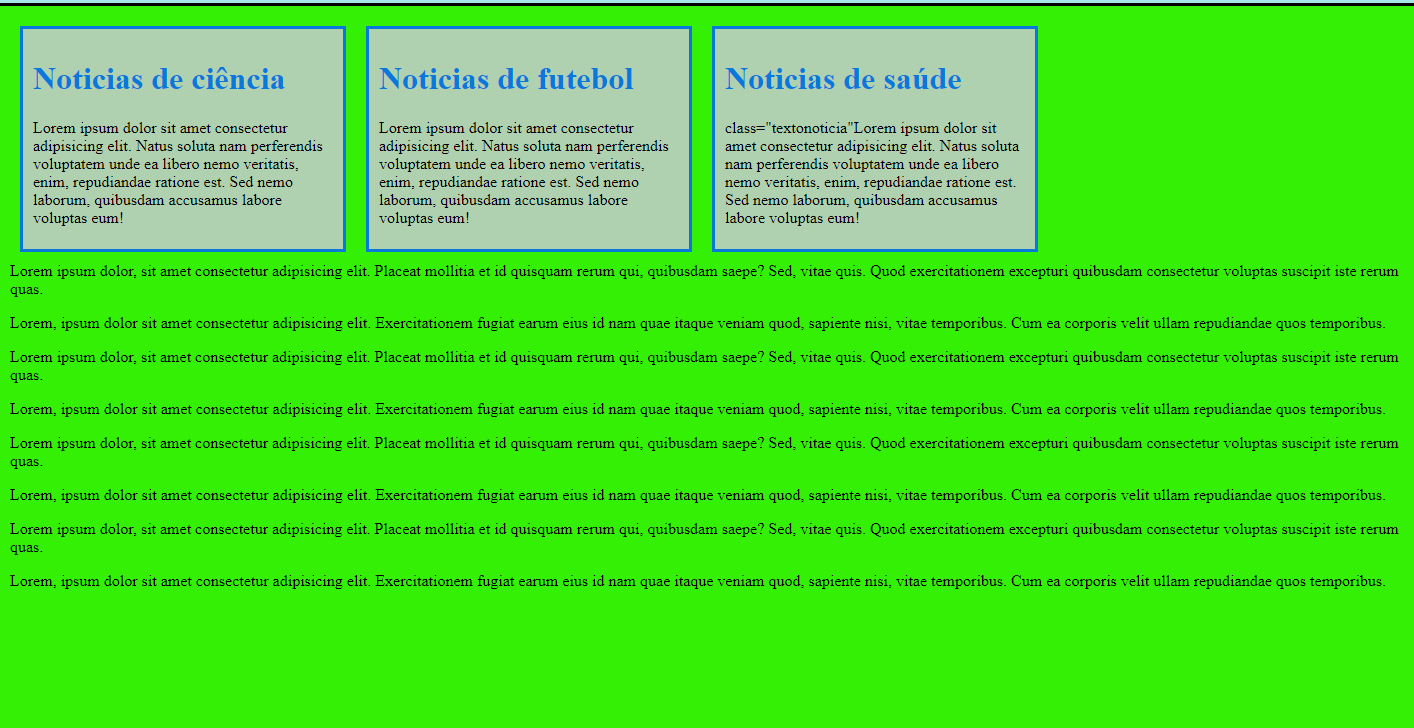 Noticias de ciência
Lorem ipsum dolor sit amet consectetur
adipisicing elit. Natus soluta nam perferendis
voluptatem unde ea libero nemo veritatis,
enim, repudiandae ratione est. Sed nemo
laborum, quibusdam accusamus labore
voluptas eum!
Noticias de futebol
Lorem ipsum dolor sit amet consectetur
adipisicing elit. Natus soluta nam perferendis
voluptatem unde ea libero nemo veritatis,
enim, repudiandae ratione est. Sed nemo
laborum, quibusdam accusamus labore
voluptas eum!
Noticias de saúde
class="textonoticia"Lorem ipsum dolor sit
amet consectetur adipisicing elit. Natus soluta
nam perferendis voluptatem unde ea libero
nemo veritatis, enim, repudiandae ratione est.
Sed nemo laborum, quibusdam accusamus
labore voluptas eum!
Lorem ipsum dolor, sit amet consectetur adipisicing elit. Placeat mollitia et id quisquam rerum qui, quibusdam saepe? Sed, vitae quis. Quod exercitationem excepturi quibusdam consectetur voluptas suscipit iste rerum
quas.
Lorem, ipsum dolor sit amet consectetur adipisicing elit. Exercitationem fugiat earum eius id nam quae itaque veniam quod, sapiente nisi, vitae temporibus. Cum ea corporis velit ullam repudiandae quos temporibus.
Lorem ipsum dolor, sit amet consectetur adipisicing elit. Placeat mollitia et id quisquam rerum qui, quibusdam saepe? Sed, vitae quis. Quod exercitationem excepturi quibusdam consectetur voluptas suscipit iste rerum
quas.
Lorem, ipsum dolor sit amet consectetur adipisicing elit. Exercitationem fugiat earum eius id nam quae itaque veniam quod, sapiente nisi, vitae temporibus. Cum ea corporis velit ullam repudiandae quos temporibus.
Lorem ipsum dolor, sit amet consectetur adipisicing elit. Placeat mollitia et id quisquam rerum qui, quibusdam saepe? Sed, vitae quis. Quod exercitationem excepturi quibusdam consectetur voluptas suscipit iste rerum
quas.
Lorem, ipsum dolor sit amet consectetur adipisicing elit. Exercitationem fugiat earum eius id nam quae itaque veniam quod, sapiente nisi, vitae temporibus. Cum ea corporis velit ullam repudiandae quos temporibus.
Lorem ipsum dolor, sit amet consectetur adipisicing elit. Placeat mollitia et id quisquam rerum qui, quibusdam saepe? Sed, vitae quis. Quod exercitationem excepturi quibusdam consectetur voluptas suscipit iste rerum
quas.
Lorem, ipsum dolor sit amet consectetur adipisicing elit. Exercitationem fugiat earum eius id nam quae itaque veniam quod, sapiente nisi, vitae temporibus. Cum ea corporis velit ullam repudiandae quos temporibus.